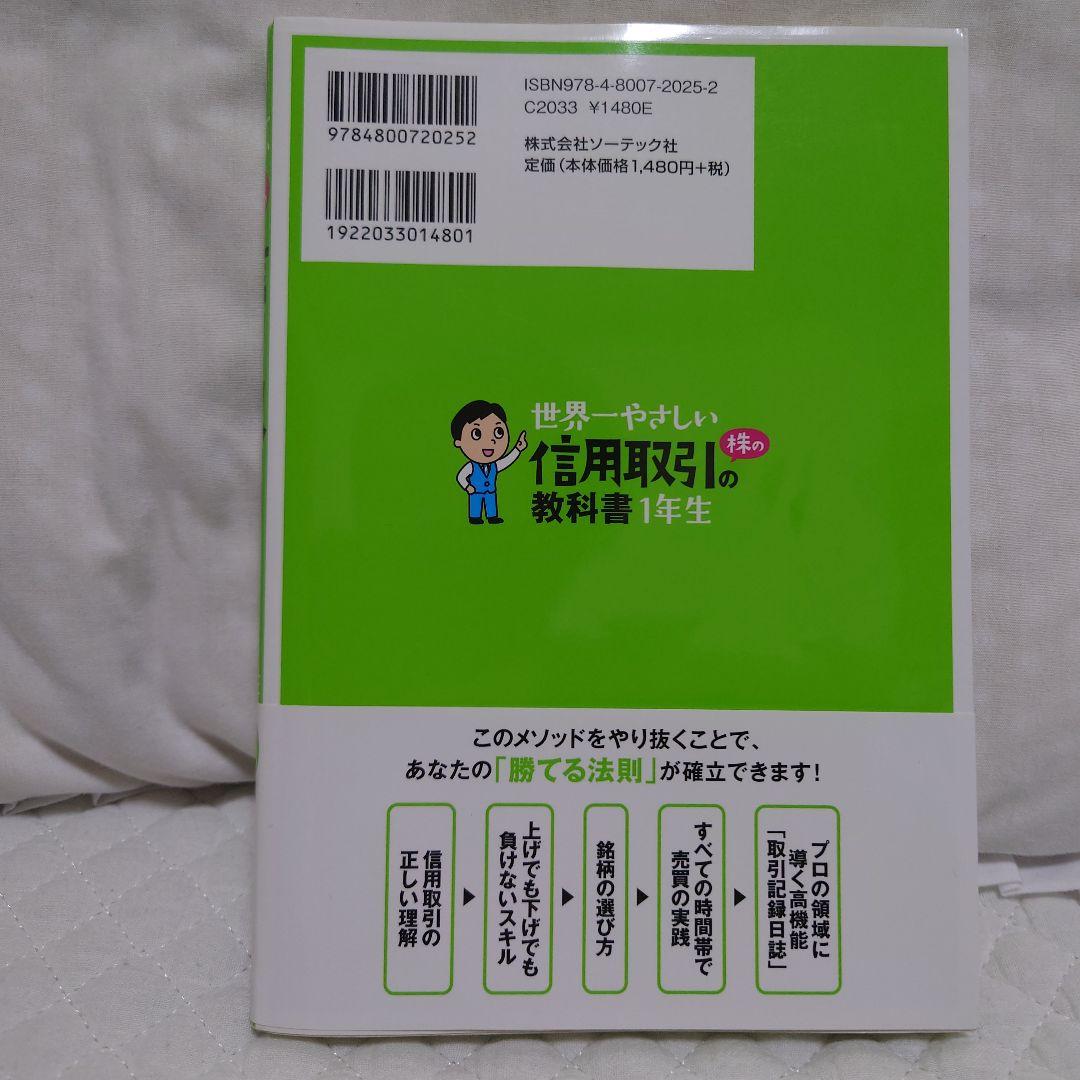 ISBN978-4-8007-2025-2
C2033 ¥1480E
9784800720252
株式会社ソーテック社
定価（本体価格1,480円+税）
1922033014801
世界一やさしい
株の
信用取引の
教科書 1年生
このメソッドをやり抜くことで、
あなたの「勝てる法則」が確立できます！
信用取引の
正しい理解
上げでも下げでも
負けないスキル
銘柄の選び方
すべての時間帯で
売買の実践
プロの領域に
導く高機能
「取引記録日誌」